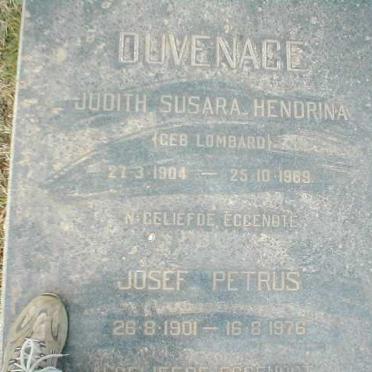 DUVENAGE
JUDITH SUSARA HENDRINA
(GEB LOMBARD)
27·3·1904 — 25·10·1969
N GELIEFDE EGGENOTE
JOSEF PETRUS
26·8·1901 — 16·8·1976